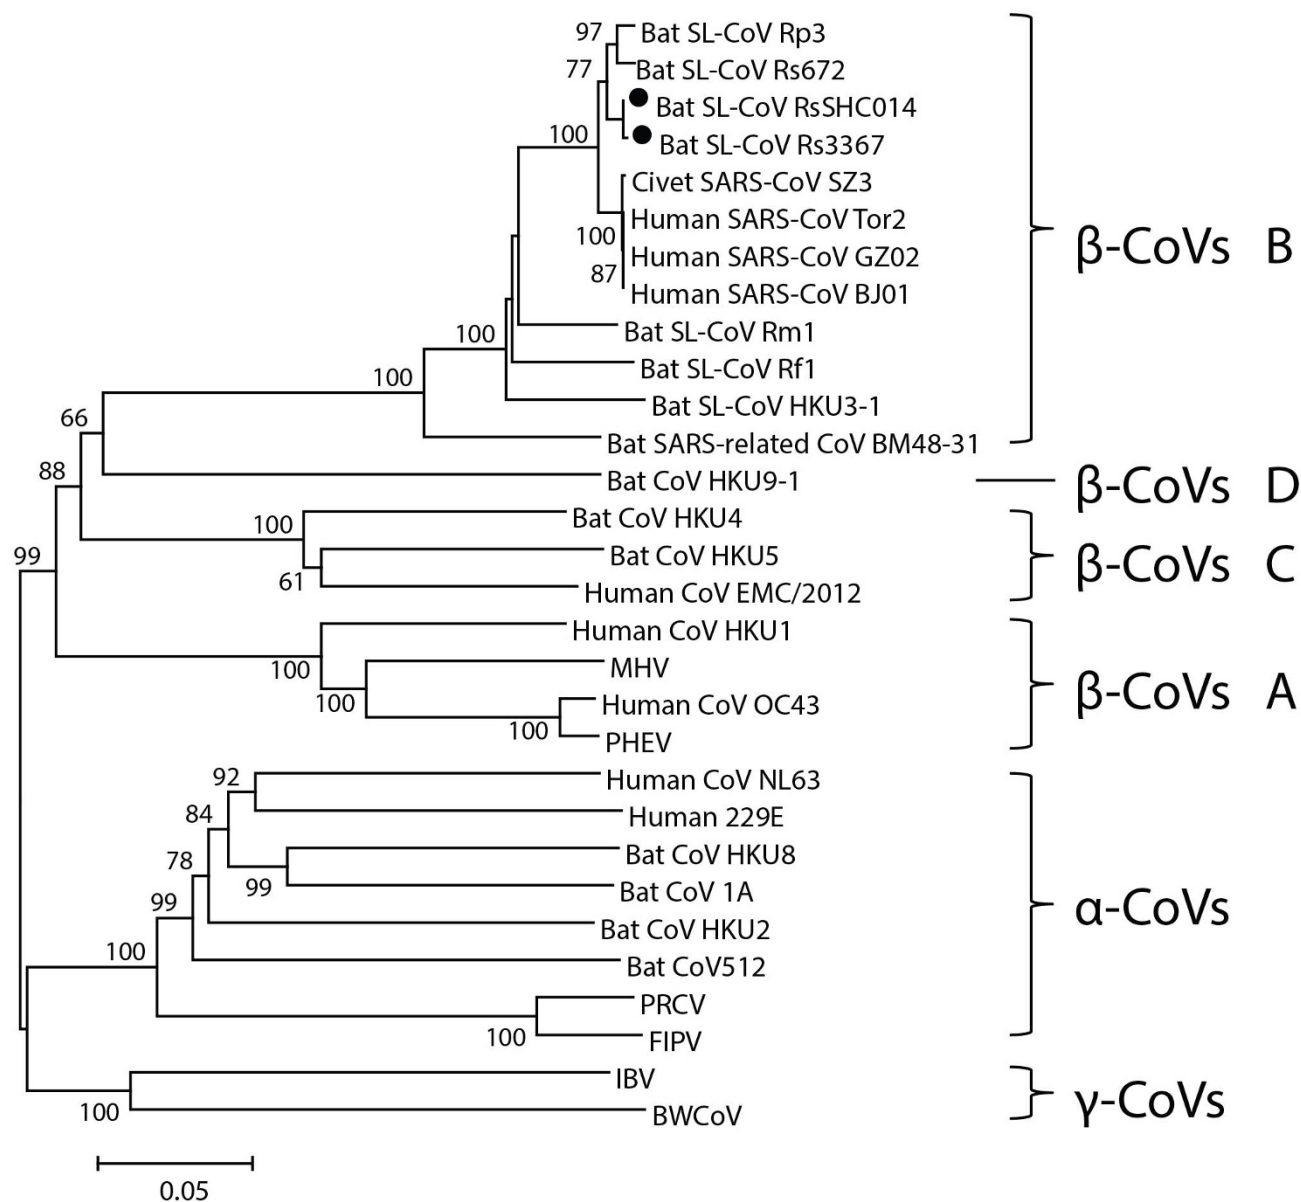 97
Bat SL-CoV Rp3
77
Bat SL-CoV Rs672
Bat SL-CoV RsSHC014
100
Bat SL-CoV Rs3367
Civet SARS-CoV SZ3
Human SARS-CoV Tor2
100
Human SARS-CoV GZ02
87
Human SARS-CoV BJ01
β-CoVs B
100
Bat SL-CoV Rm1
Bat SL-CoV Rf1
100
Bat SL-CoV HKU3-1
66
Bat SARS-related CoV BM48-31
88
Bat CoV HKU9-1
β-CoVs D
100
Bat CoV HKU4
99
Bat CoV HKU5
β-CoVs C
61
Human CoV EMC/2012
Human CoV HKU1
100
MHV
100
Human CoV OC43
β-CoVs A
100
PHEV
92
Human CoV NL63
84
Human 229E
78
Bat CoV HKU8
99
Bat CoV 1A
99
Bat CoV HKU2
α-CoVs
100
Bat CoV512
PRCV
100
FIPV
IBV
100
BWCoV
γ-CoVs
0.05